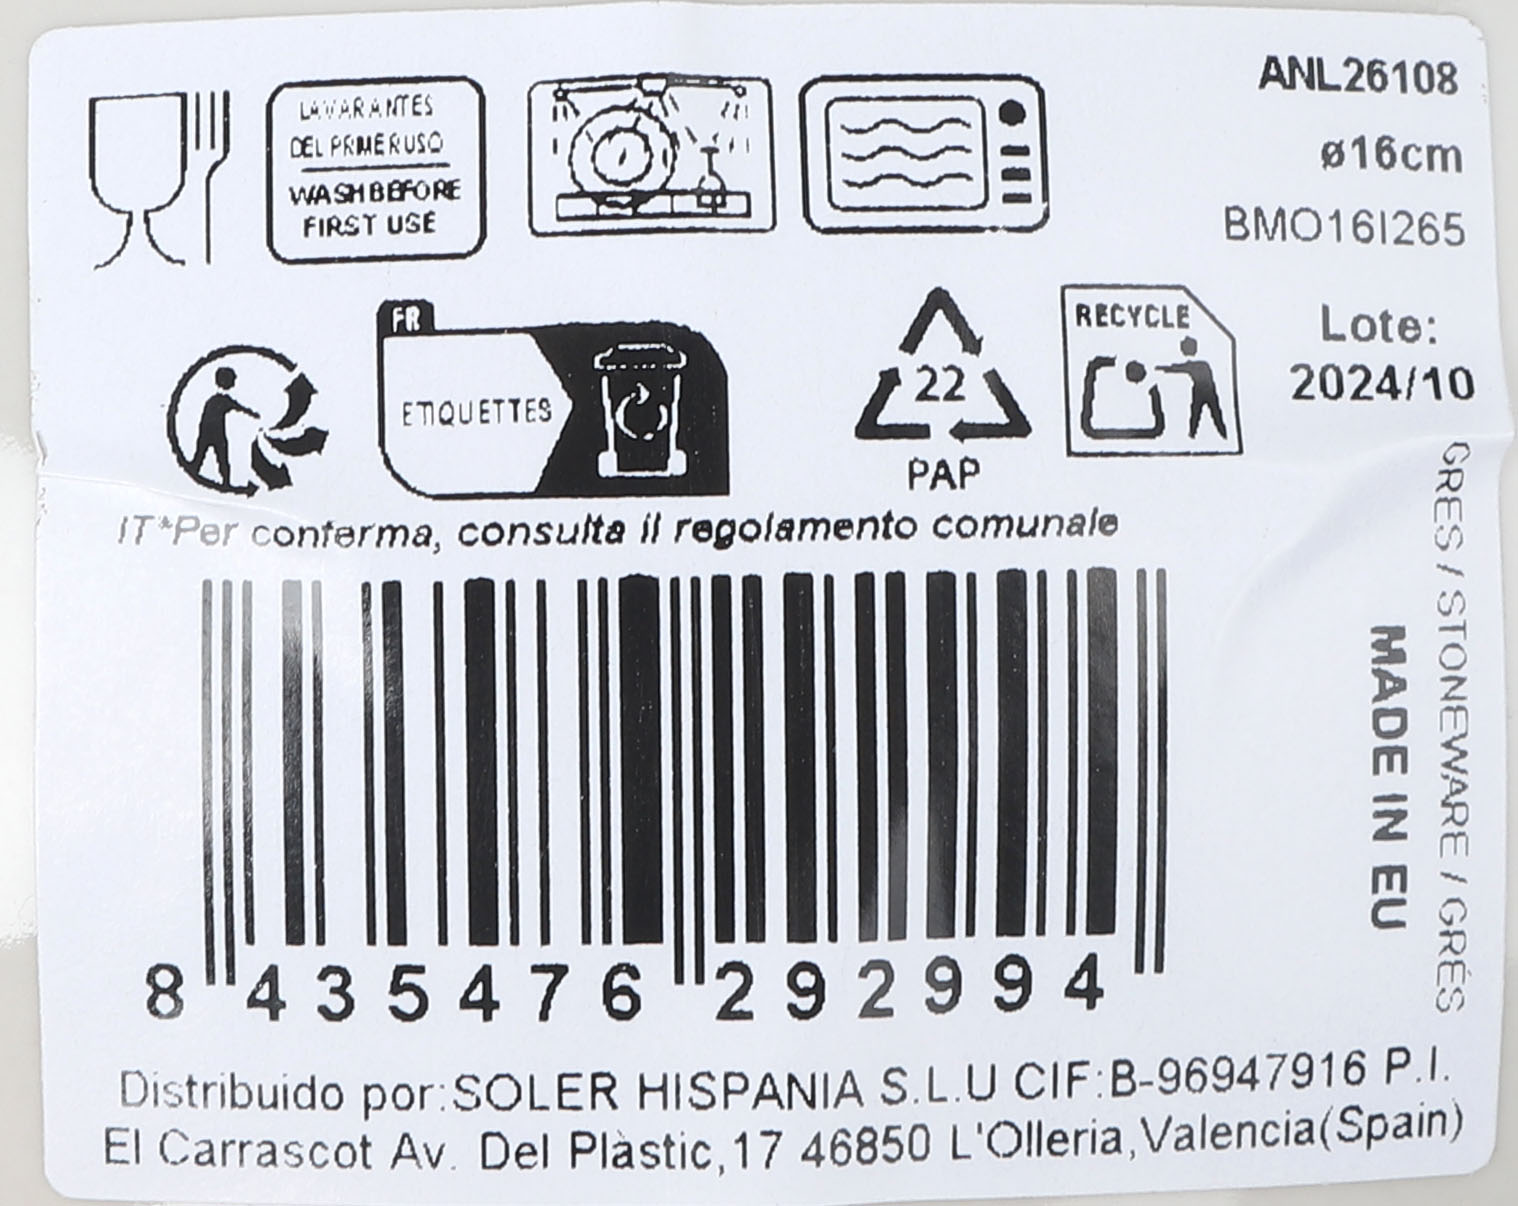 LAVAR ANTES
DEL PRIMER USO
WASH BEFORE
FIRST USE
ANL26108
ø16cm
BMO16I265
FR
ETIQUETTES
22
PAP
RECYCLE
Lote:
2024/10
IT*Per conferma, consulta il regolamento comunale
GRES / STONEWARE / GRÉS
MADE IN EU
8 435476 292994
Distribuido por:SOLER HISPANIA S.L.U CIF:B-96947916 P.I.
El Carrascot Av. Del Plàstic,17 46850 L'Olleria,Valencia(Spain)